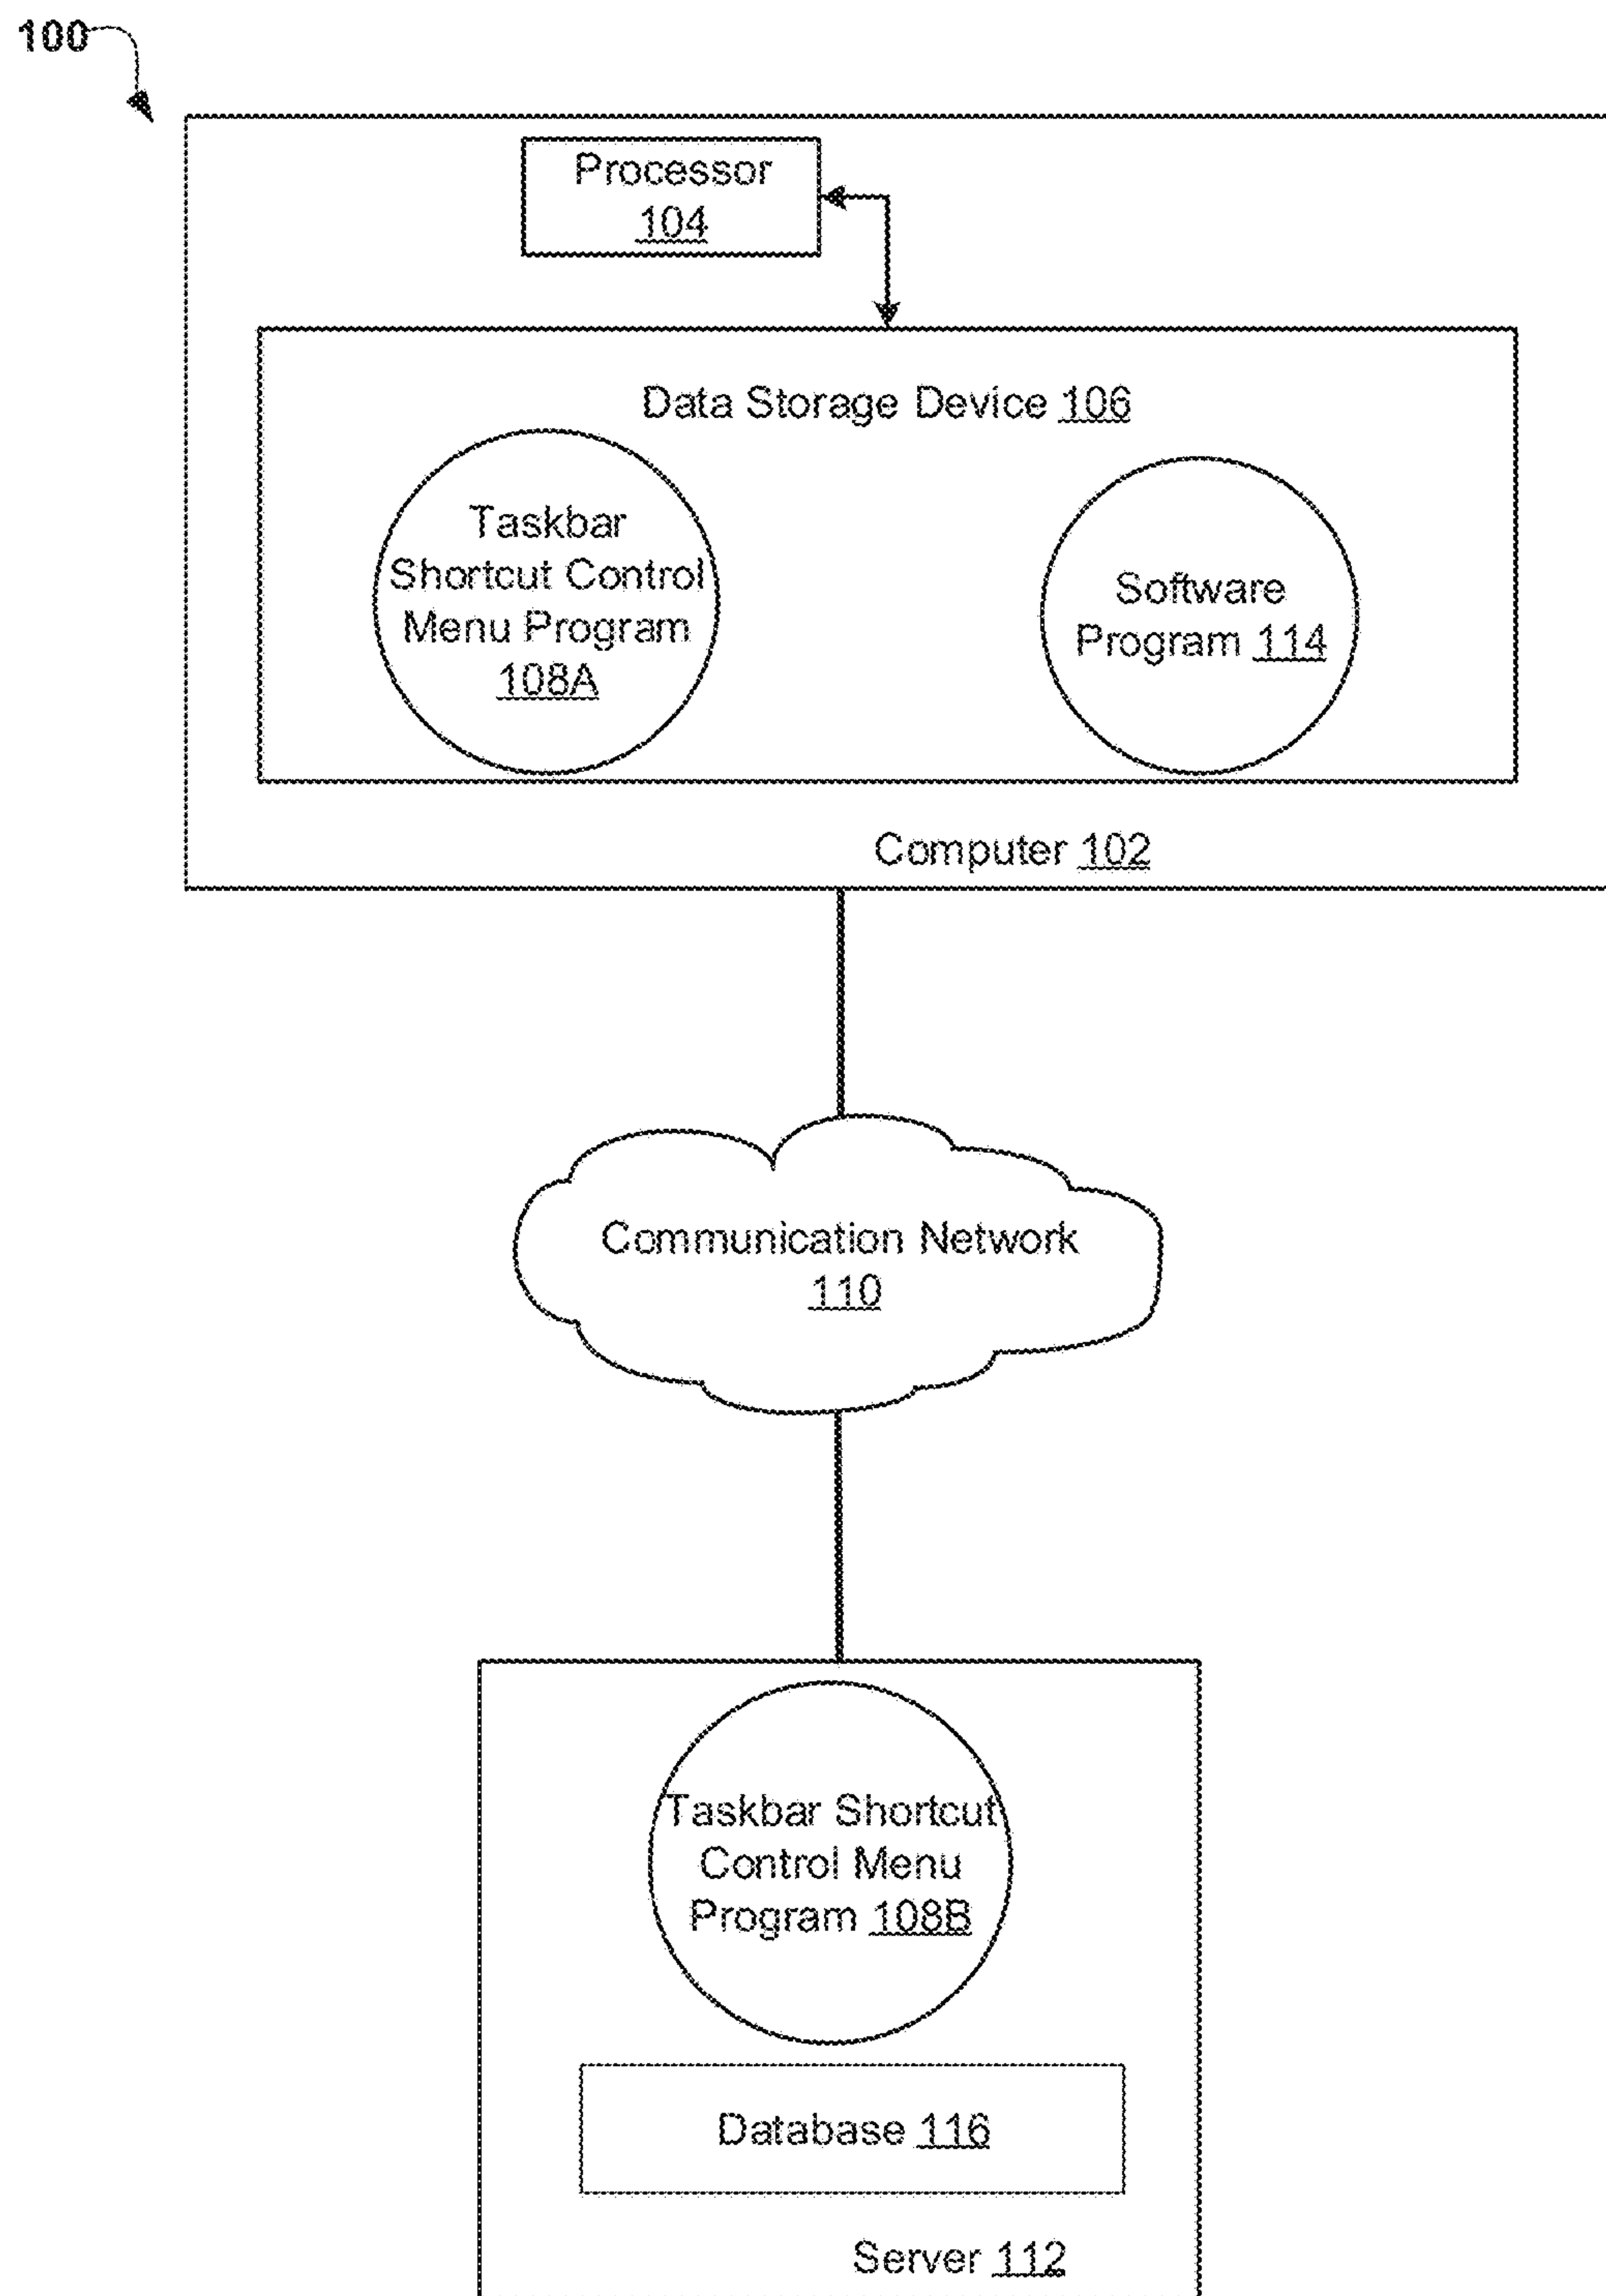 100
Processor
104
Data Storage Device 106
Taskbar
Shortcut Control
Menu Program
108A
Software
Program 114
Computer 102
Communication Network
110
Taskbar Shortcut
Control Menu
Program 108B
Database 116
Server 112